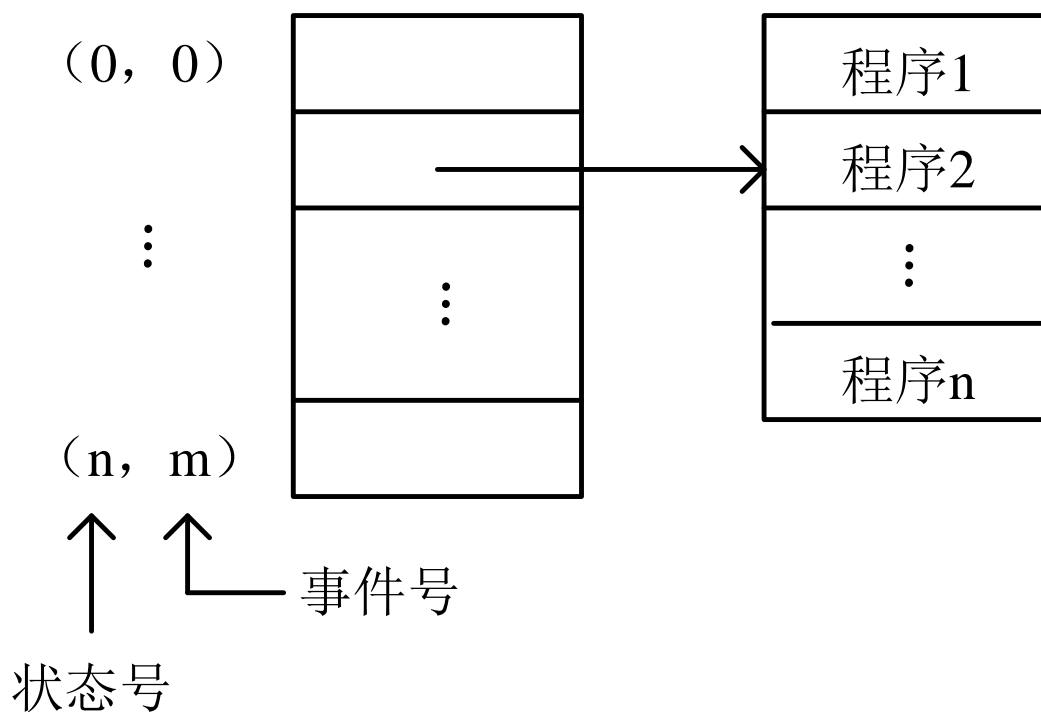 （0，0）
程序1
程序2
⋮
⋮
⋮
程序n
（n，m）
事件号
状态号